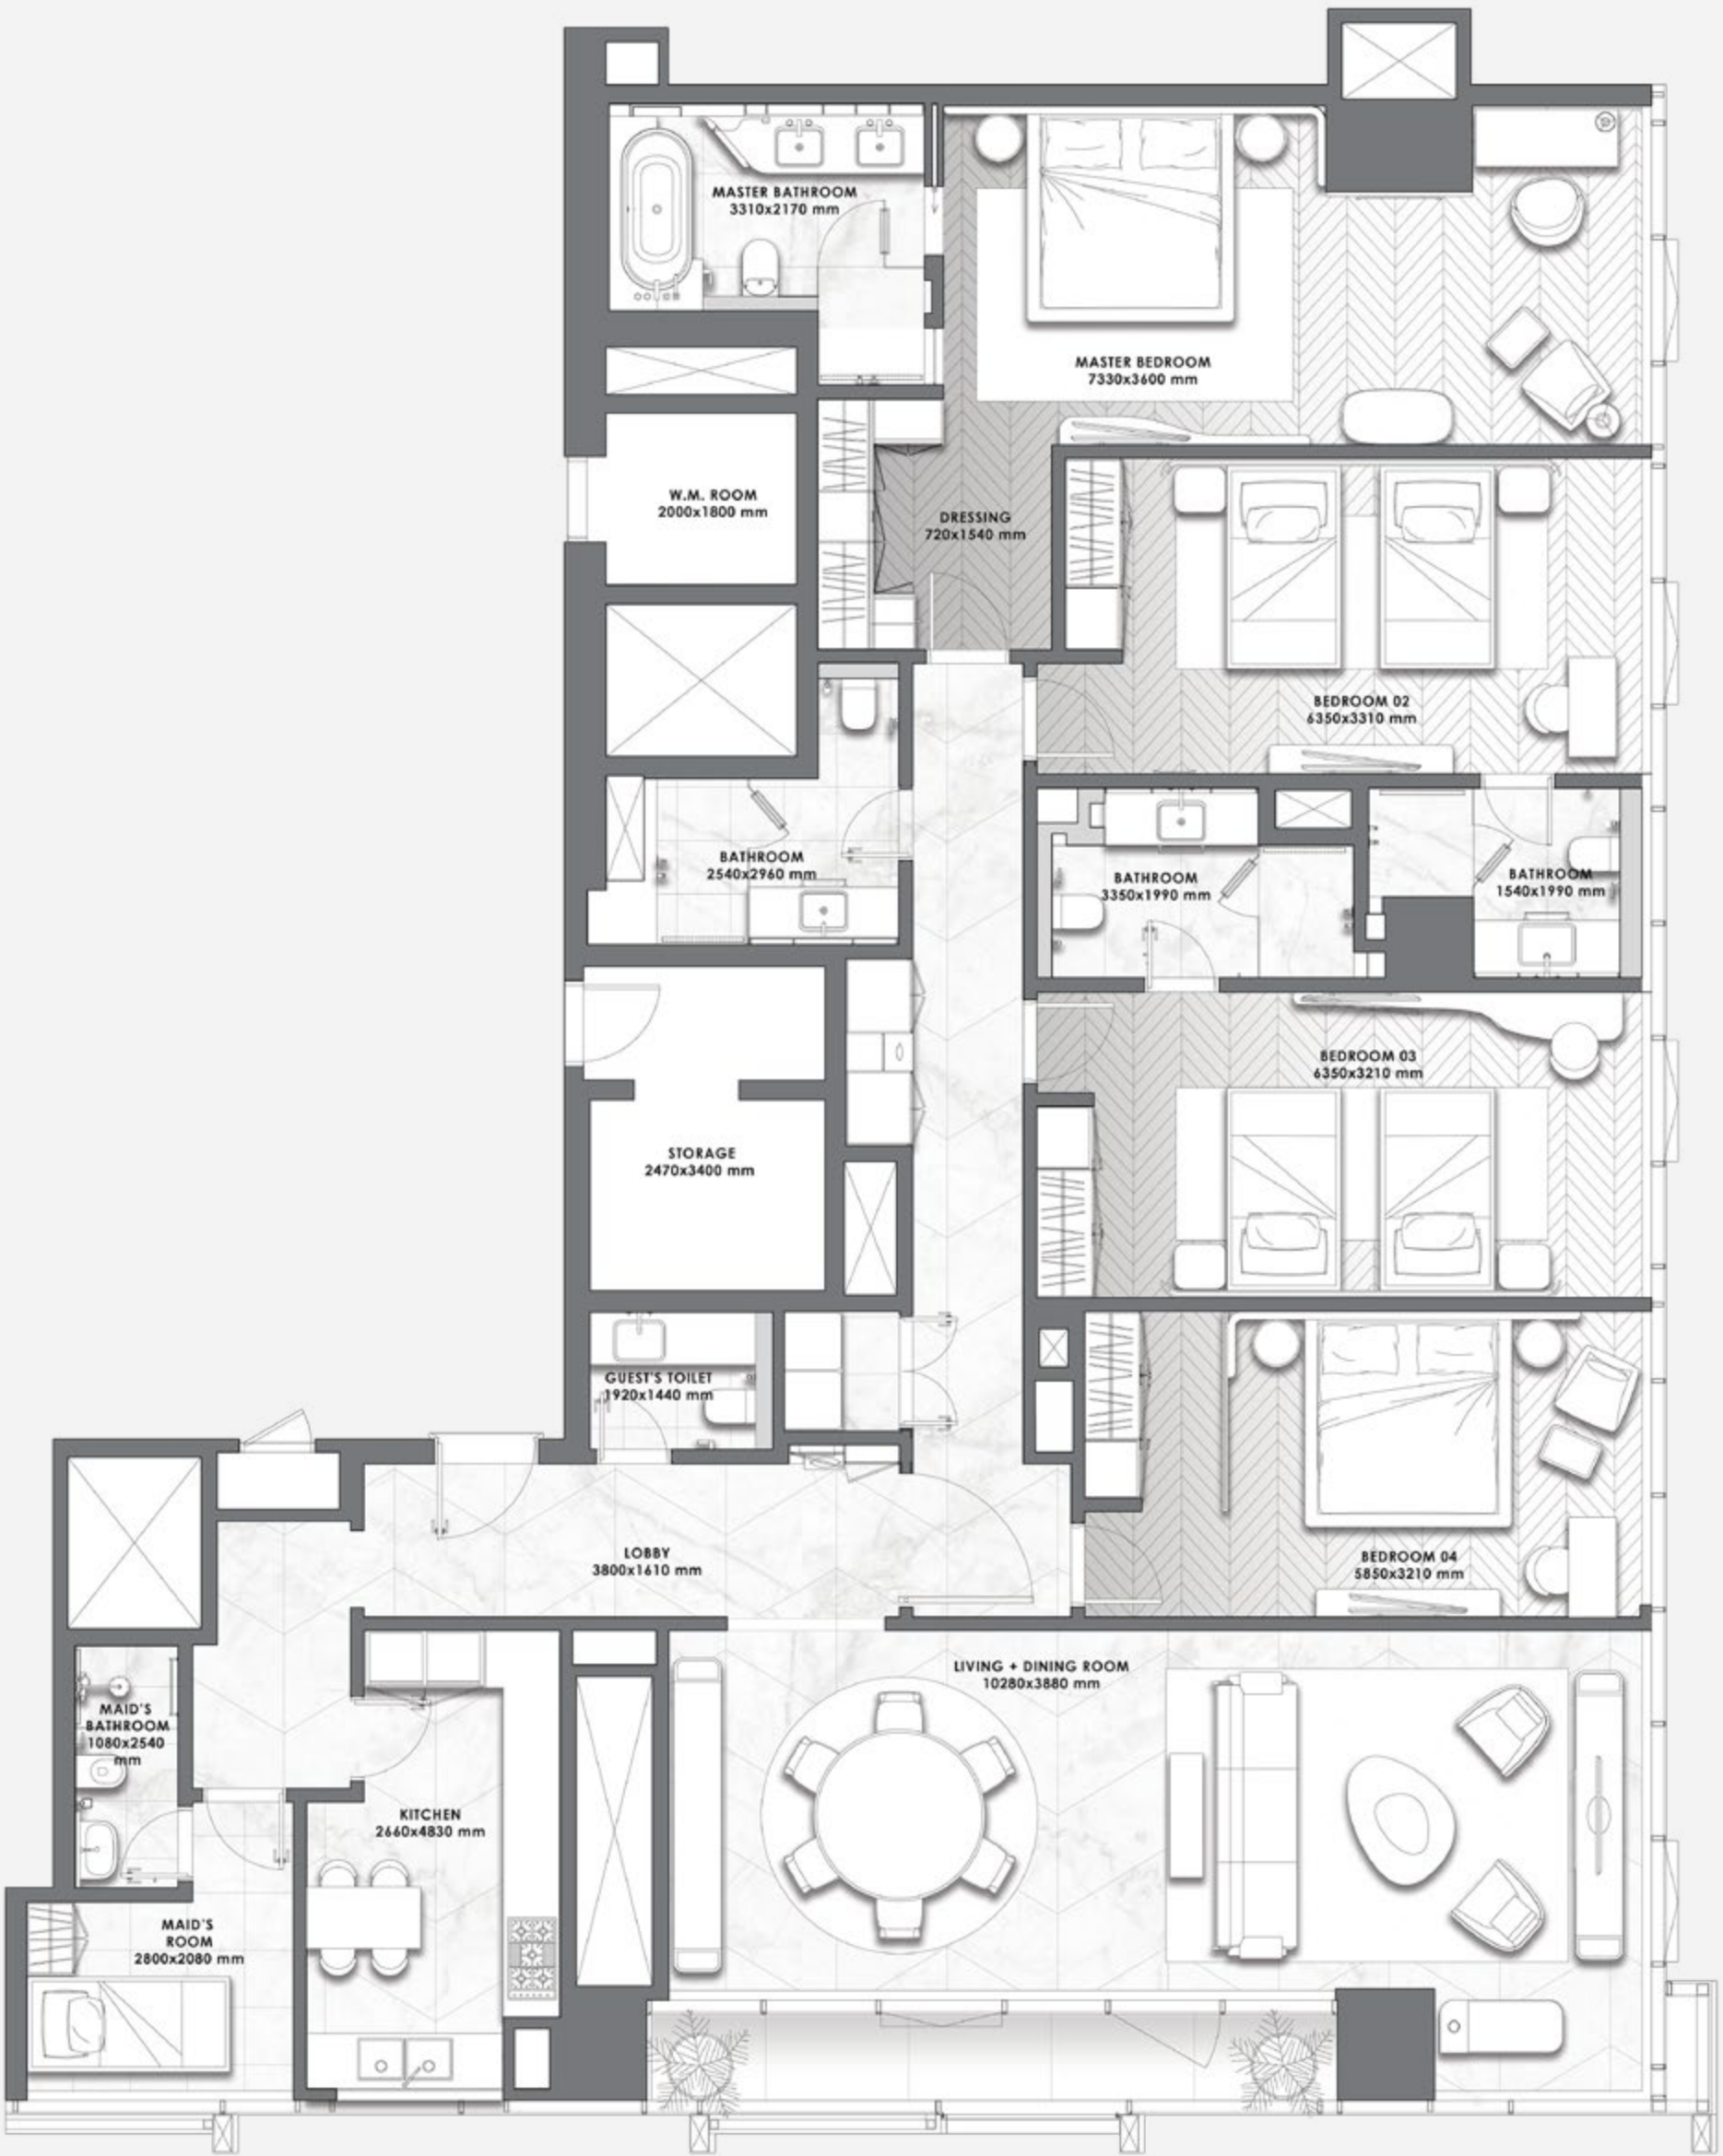 MASTER BATHROOM
3310x2170 mm
MASTER BEDROOM
7330x3600 mm
W.M. ROOM
2000x1800 mm
DRESSING
720x1540 mm
BEDROOM 02
6350x3310 mm
BATHROOM
2540x2960 mm
BATHROOM
3350x1990 mm
BATHROOM
1540x1990 mm
BEDROOM 03
6350x3210 mm
STORAGE
2470x3400 mm
GUEST'S TOILET
1920x1440 mm
LOBBY
3800x1610 mm
BEDROOM 04
5850x3210 mm
LIVING + DINING ROOM
10280x3880 mm
MAID'S
BATHROOM
1080x2540
mm
KITCHEN
2660x4830 mm
MAID'S
ROOM
2800x2080 mm